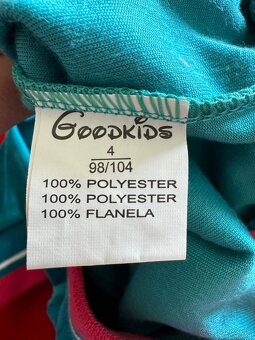 GOODKIDS
4
98/104
100% POLYESTER
100% POLYESTER
100% FLANELA